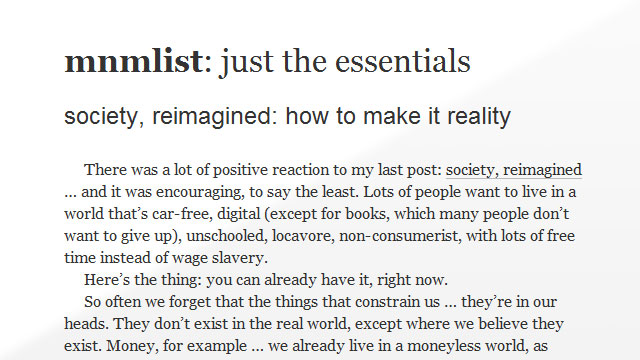 mnmlist: just the essentials
society, reimagined: how to make it reality
There was a lot of positive reaction to my last post: society, reimagined
... and it was encouraging, to say the least. Lots of people want to live in a
world that’s car-free, digital (except for books, which many people don’t
want to give up), unschooled, locavore, non-consumerist, with lots of free
time instead of wage slavery.
Here’s the thing: you can already have it, right now.
So often we forget that the things that constrain us ... they’re in our
heads. They don’t exist in the real world, except where we believe they
exist. Money, for example ... we already live in a moneyless world, as